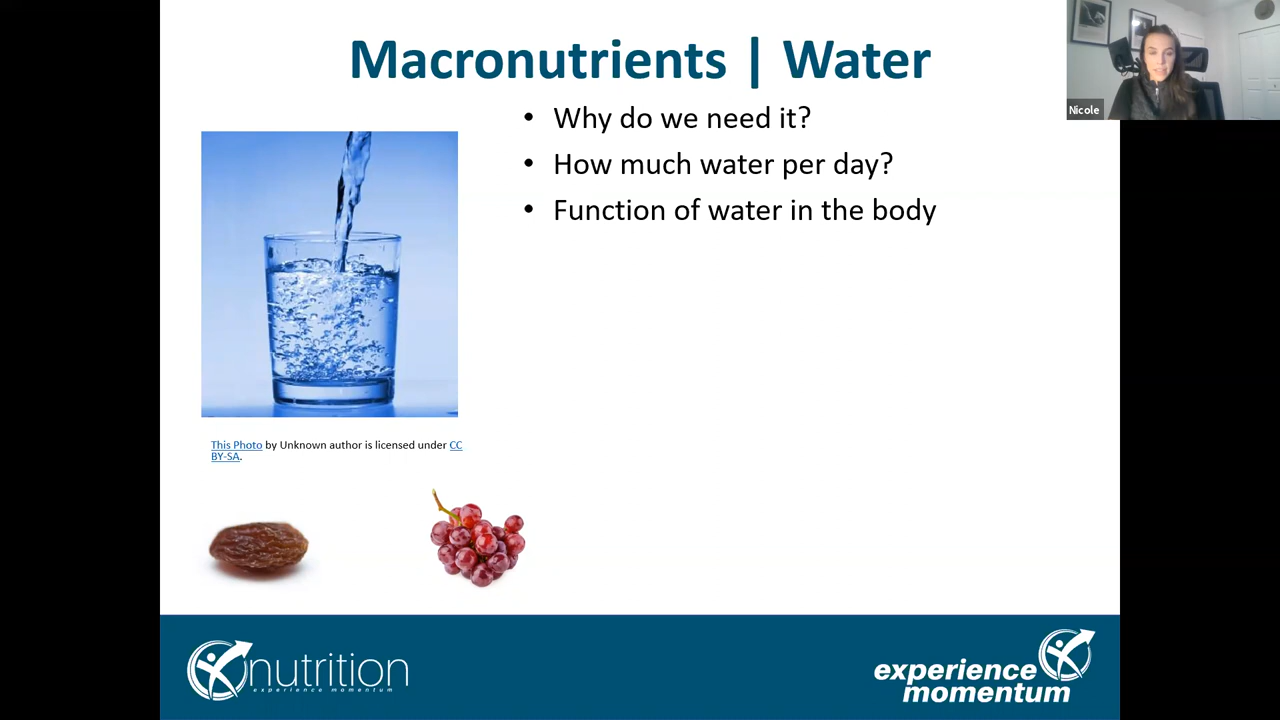 Macronutrients | Water
Nicole
• Why do we need it?
• How much water per day?
• Function of water in the body
This Photo by Unknown author is licensed under CC
BY-SA.
nutrition
experience momentum
experience
momentum